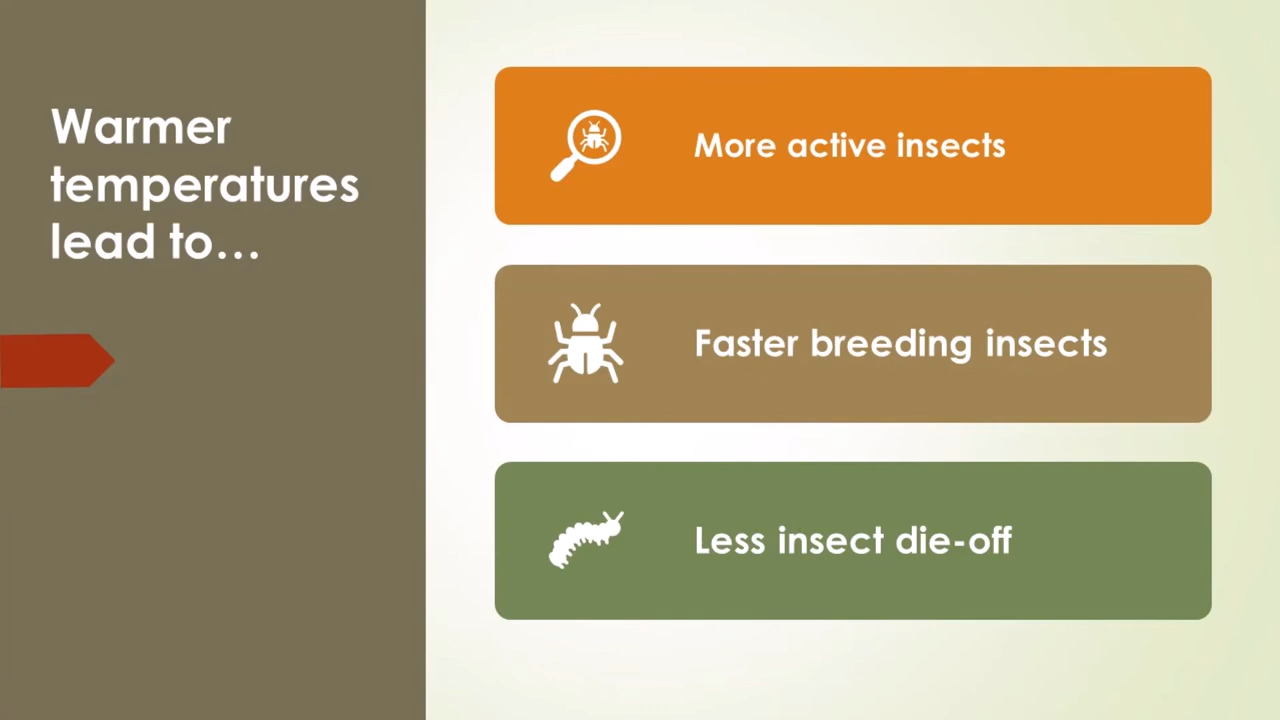 Warmer
temperatures
lead to…
More active insects
Faster breeding insects
Less insect die-off